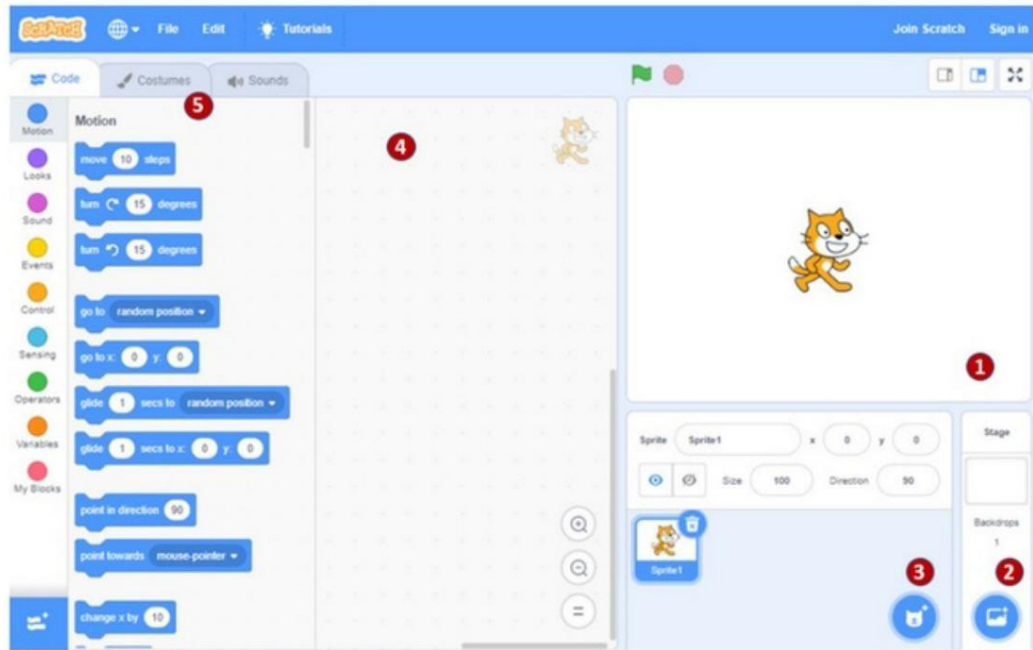 SCRATCH File Edit Tutorials Join Scratch Sign in
Code Costumes Sounds
5
Motion
Looks
Sound
Events
Control
Sensing
Operators
Variables
My Blocks
Motion
move 10 steps
turn 15 degrees
turn 15 degrees
go to random position
go to x: 0 y: 0
glide 1 secs to random position
glide 1 secs to x: 0 y: 0
point in direction 90
point towards mouse-pointer
change x by 10
4
1
Sprite Sprite1 x 0 y 0
Size 100 Direction 90
Sprite1
3
Stage
Backdrops
1
2